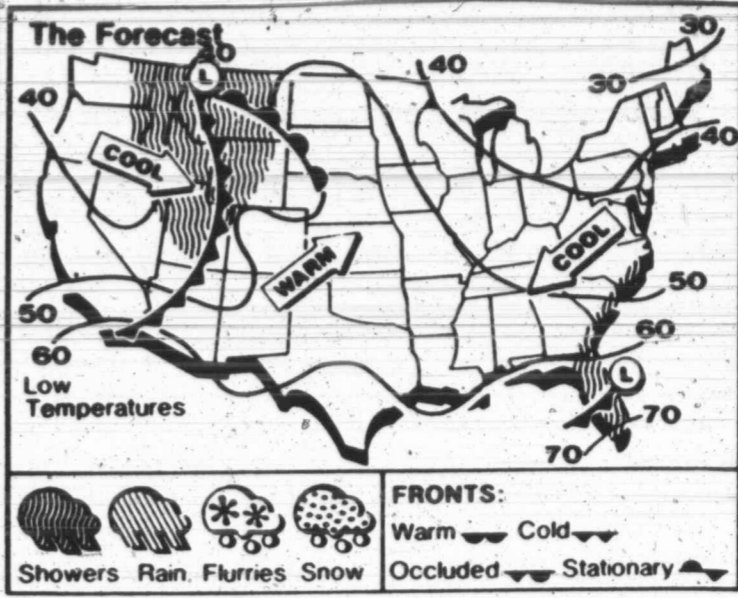 The Forecast
30
40
40
30
30
40
COOL
WARM
COOL
50
60
50
60
70
70
L
L
Low
Temperatures
Showers Rain Flurries Snow
FRONTS:
Warm Cold
Occluded Stationary